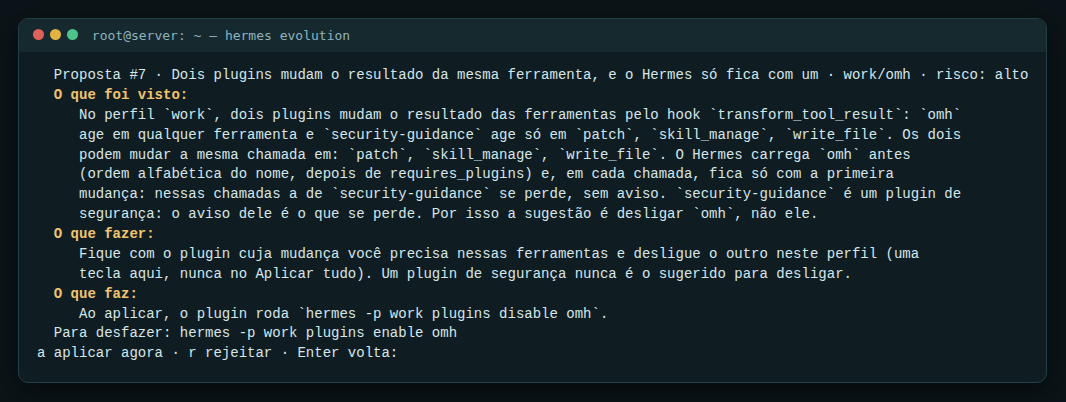 root@server: ~ — hermes evolution
Proposta #7 · Dois plugins mudam o resultado da mesma ferramenta, e o Hermes só fica com um · work/omh · risco: alto
O que foi visto:
No perfil `work`, dois plugins mudam o resultado das ferramentas pelo hook `transform_tool_result`: `omh`
age em qualquer ferramenta e `security-guidance` age só em `patch`, `skill_manage`, `write_file`. Os dois
podem mudar a mesma chamada em: `patch`, `skill_manage`, `write_file`. O Hermes carrega `omh` antes
(ordem alfabética do nome, depois de requires_plugins) e, em cada chamada, fica só com a primeira
mudança: nessas chamadas a de `security-guidance` se perde, sem aviso. `security-guidance` é um plugin de
segurança: o aviso dele é o que se perde. Por isso a sugestão é desligar `omh`, não ele.
O que fazer:
Fique com o plugin cuja mudança você precisa nessas ferramentas e desligue o outro neste perfil (uma
tecla aqui, nunca no Aplicar tudo). Um plugin de segurança nunca é o sugerido para desligar.
O que faz:
Ao aplicar, o plugin roda `hermes -p work plugins disable omh`.
Para desfazer: hermes -p work plugins enable omh
a aplicar agora · r rejeitar · Enter volta: